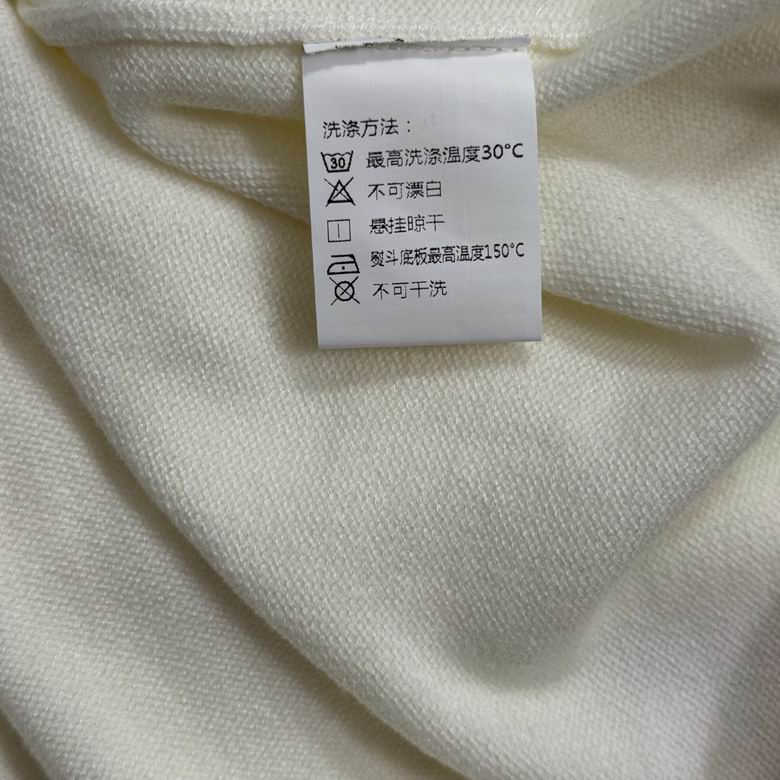 洗涤方法：
30 最高洗涤温度30°C
不可漂白
悬挂晾干
熨斗底板最高温度150°C
不可干洗